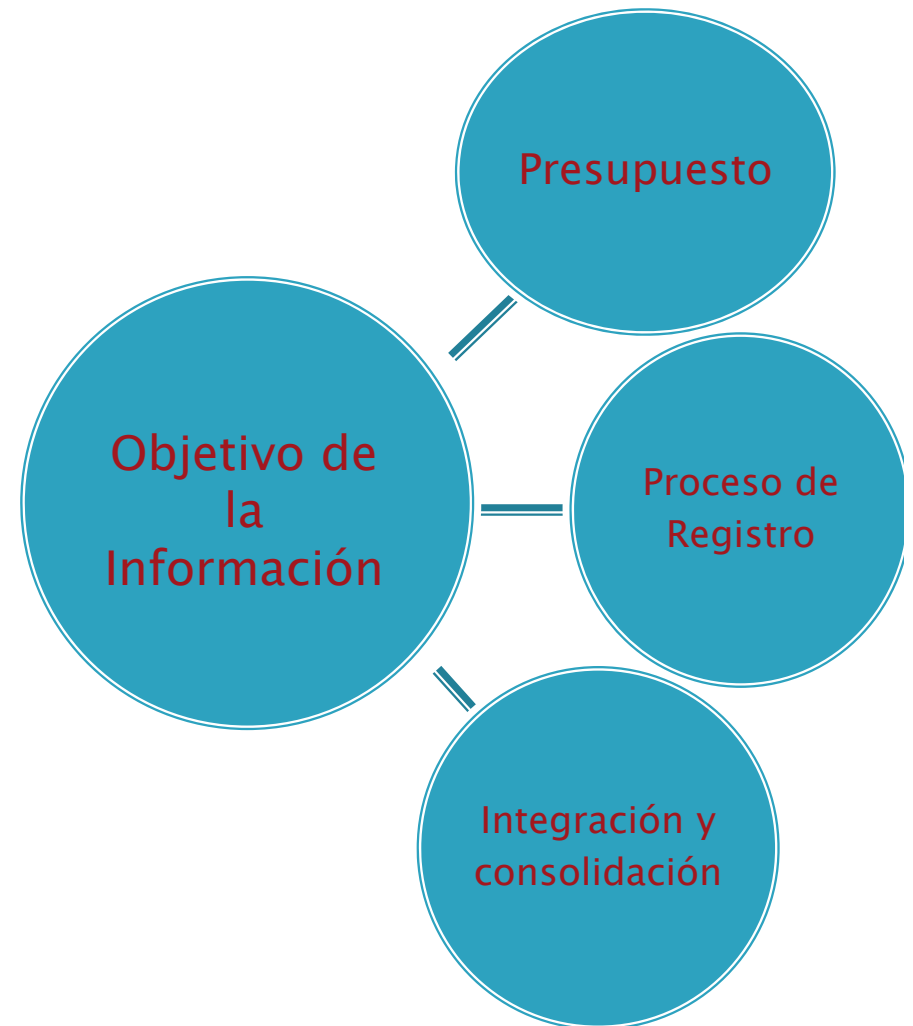 Presupuesto
Objetivo de
la
Información
Proceso de
Registro
Integración y
consolidación